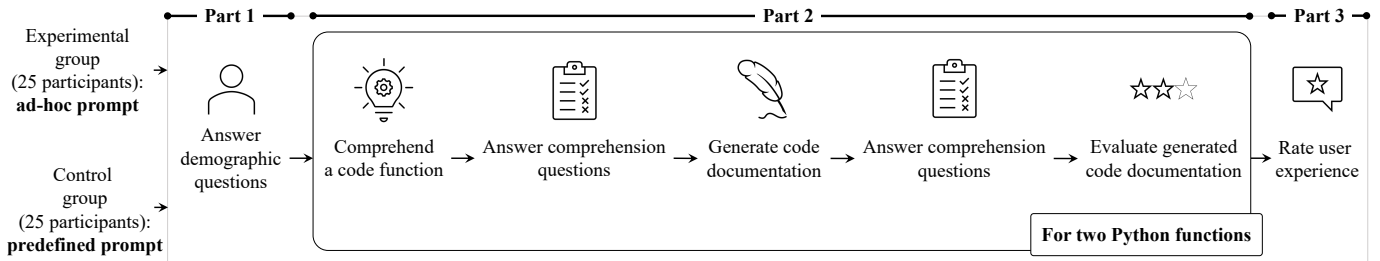 Part 1
Part 2
Part 3
Experimental
group
(25 participants):
ad-hoc prompt
Control
group
(25 participants):
predefined prompt
Answer
demographic
questions
Comprehend
a code function
Answer comprehension
questions
Generate code
documentation
Answer comprehension
questions
Evaluate generated
code documentation
For two Python functions
Rate user
experience